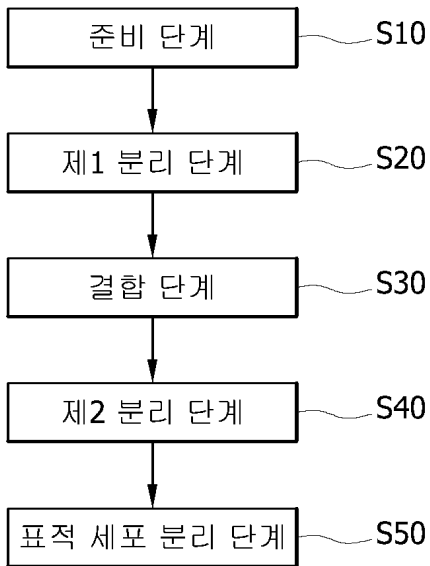 준비 단계 S10
제1 분리 단계 S20
결합 단계 S30
제2 분리 단계 S40
표적 세포 분리 단계 S50